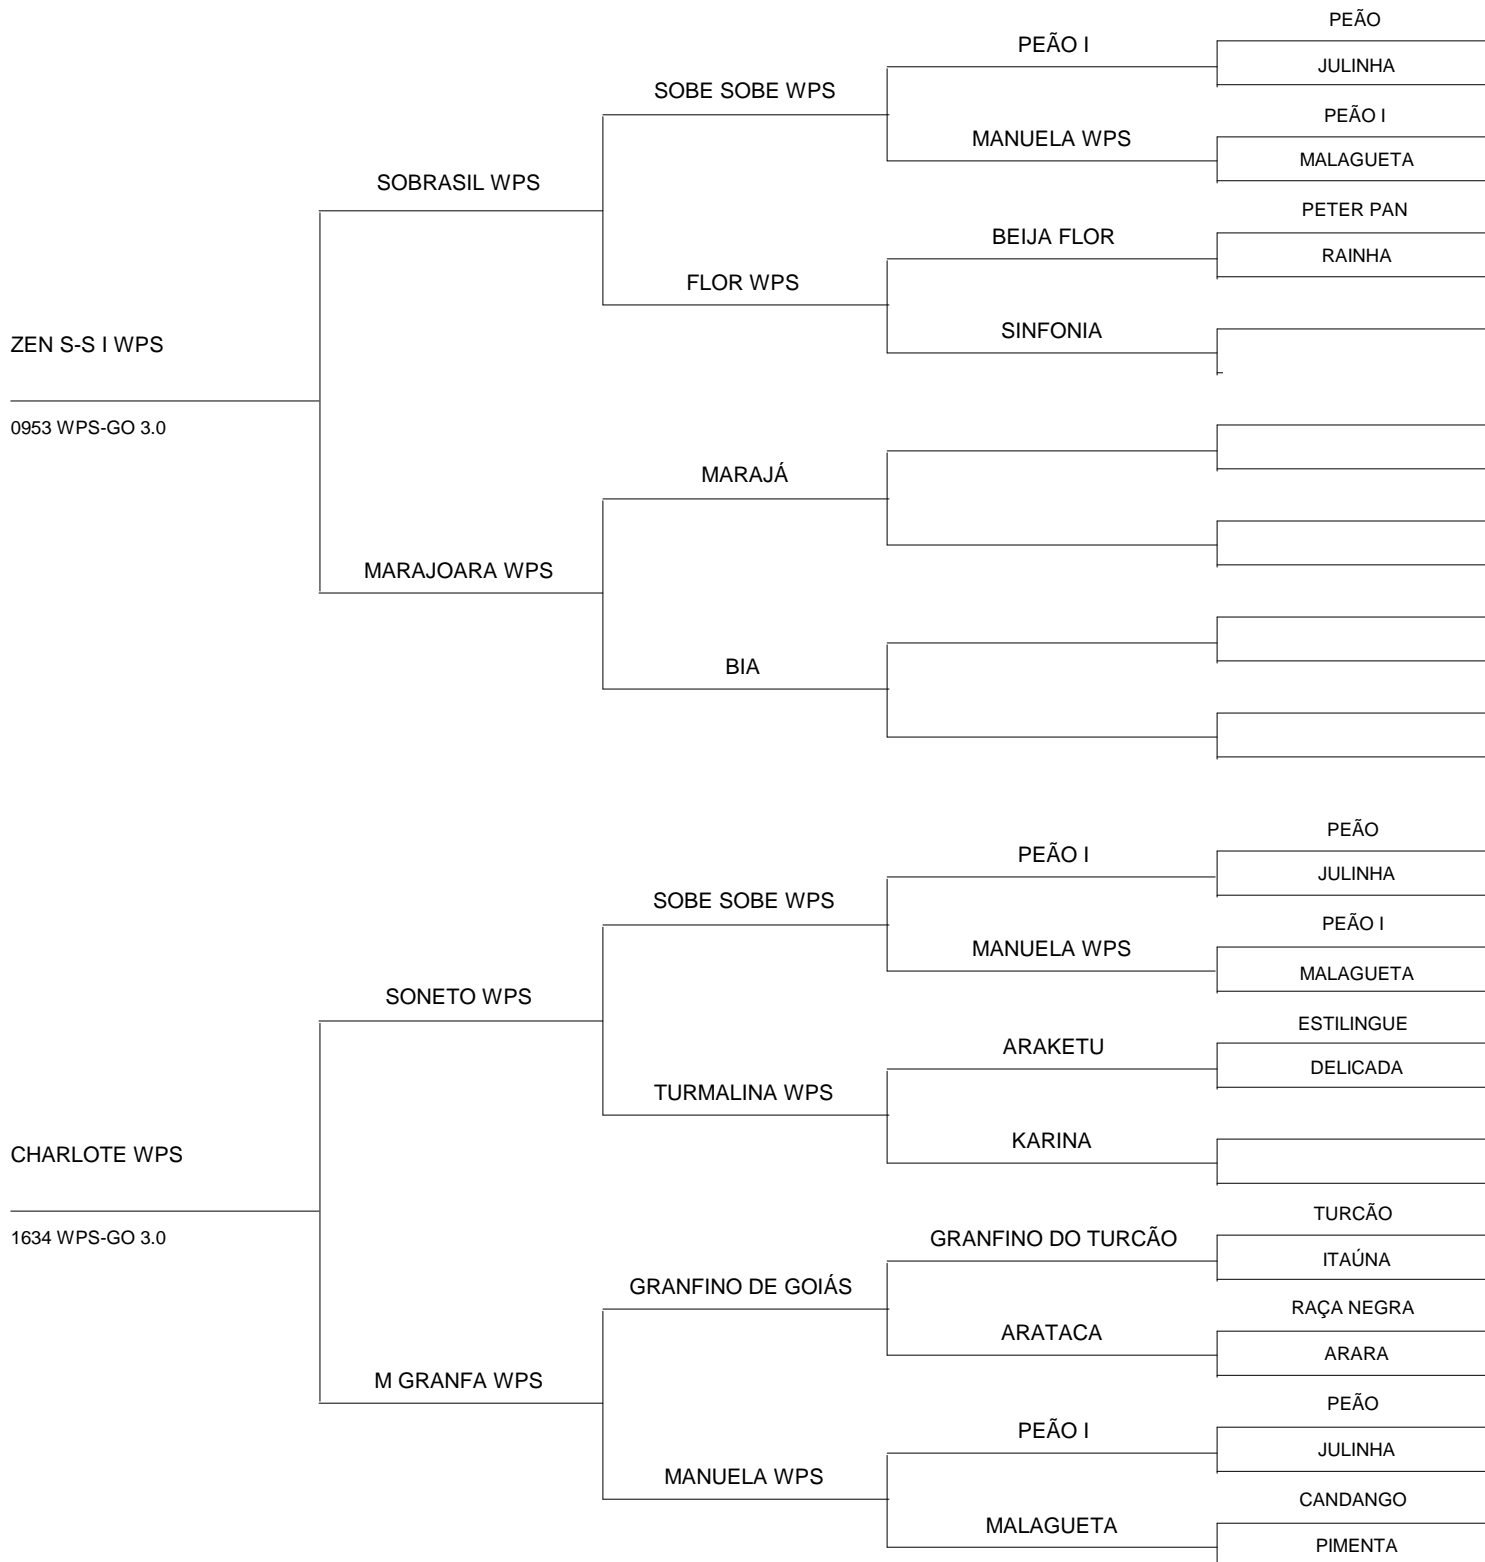 PEÃO
PEÃO I
JULINHA
SOBE SOBE WPS
PEÃO I
MANUELA WPS
MALAGUETA
SOBRASIL WPS
PETER PAN
BEIJA FLOR
RAINHA
FLOR WPS
SINFONIA
ZEN S-S I WPS
0953 WPS-GO 3.0
MARAJÁ
MARAJOARA WPS
BIA
PEÃO
PEÃO I
JULINHA
SOBE SOBE WPS
PEÃO I
MANUELA WPS
MALAGUETA
SONETO WPS
ESTILINGUE
ARAKETU
DELICADA
TURMALINA WPS
KARINA
CHARLOTE WPS
1634 WPS-GO 3.0
TURCÃO
GRANFINO DO TURCÃO
ITAÚNA
GRANFINO DE GOIÁS
RAÇA NEGRA
ARATACA
ARARA
M GRANFA WPS
PEÃO
PEÃO I
JULINHA
MANUELA WPS
CANDANGO
MALAGUETA
PIMENTA